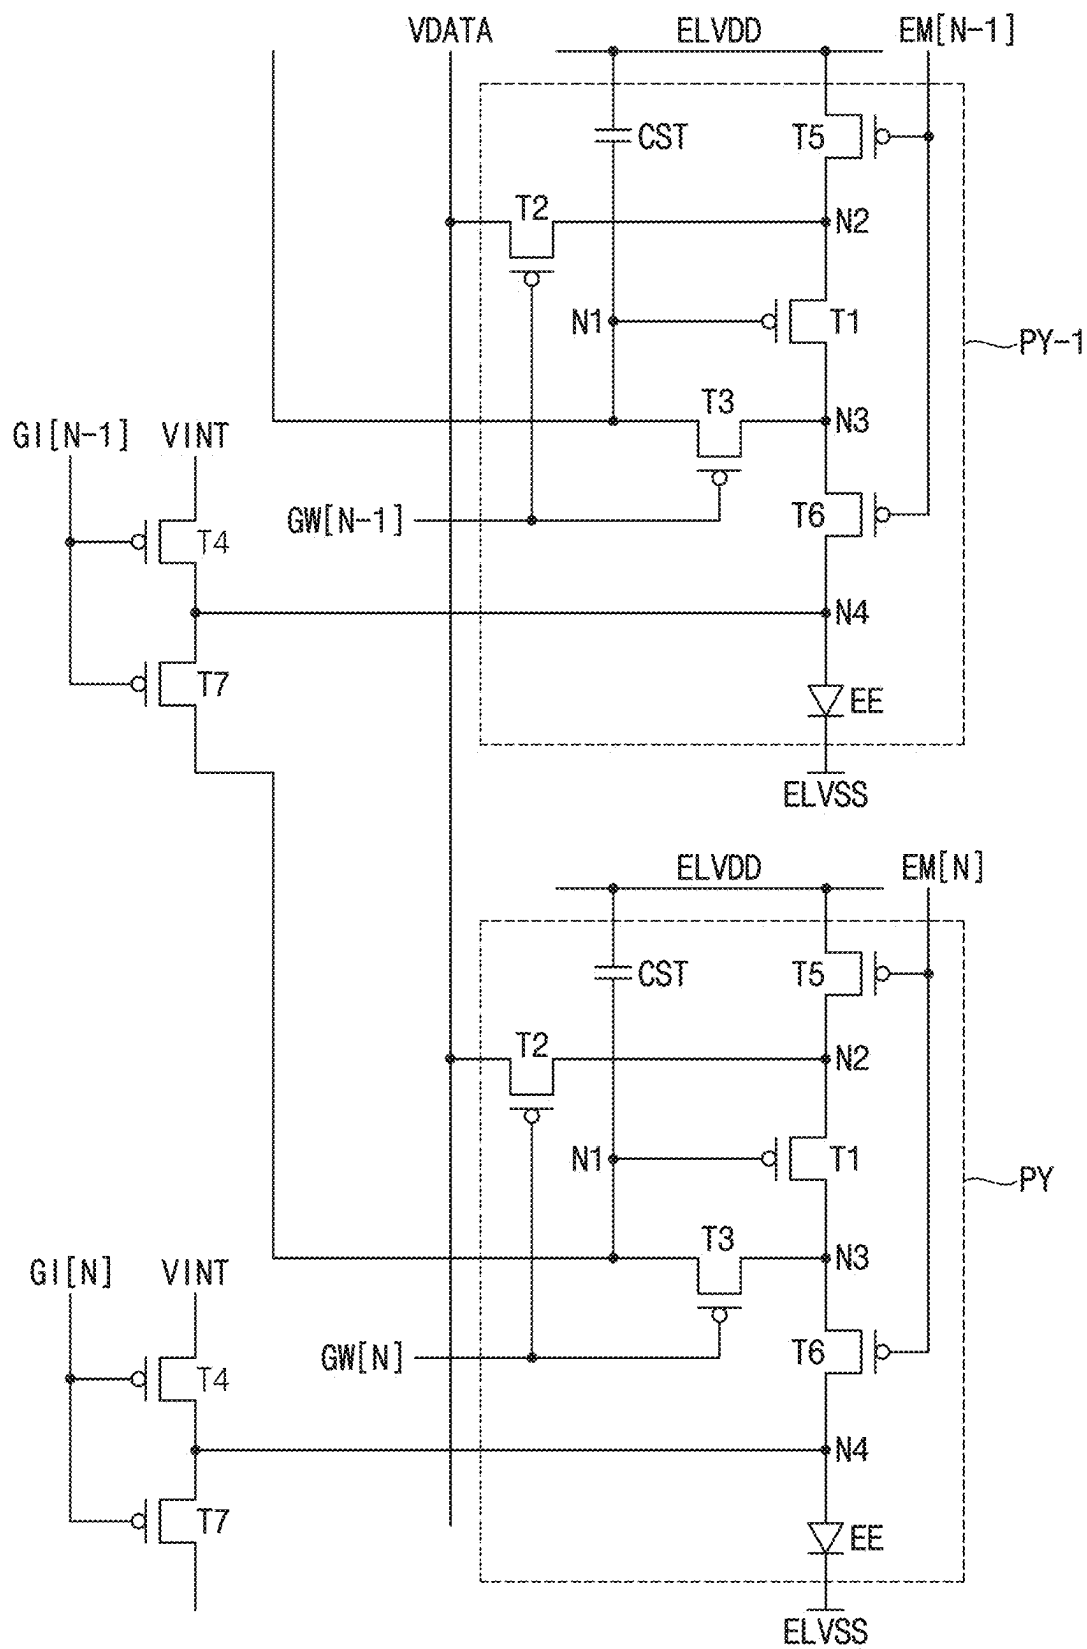 VDATA ELVDD EM[N-1]
CST T5
T2 N2
N1 T1
PY-1
T3 N3
GI[N-1] VINT
GW[N-1] T6
T4
N4
T7 EE
ELVSS
ELVDD EM[N]
CST T5
T2 N2
N1 T1
PY
T3 N3
GI[N] VINT
GW[N] T6
T4
N4
T7 EE
ELVSS